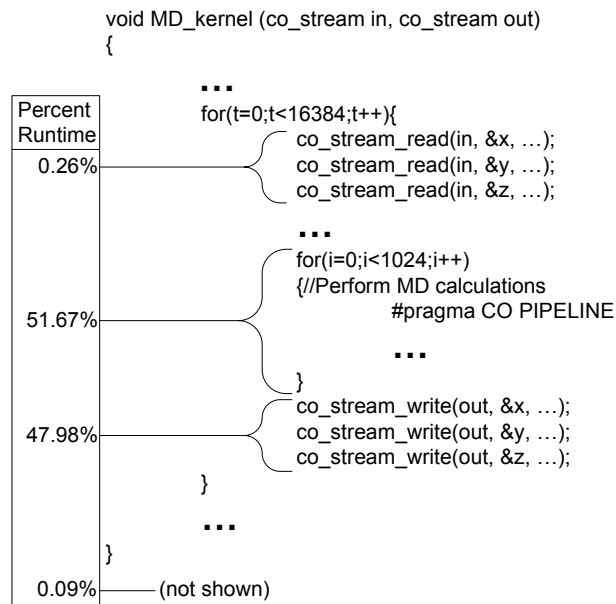 void MD_kernel (co_stream in, co_stream out)
{
...
Percent
Runtime
for(t=0;t<16384;t++){
co_stream_read(in, &x, …);
0.26%
co_stream_read(in, &y, …);
co_stream_read(in, &z, …);
...
for(i=0;i<1024;i++)
{//Perform MD calculations
51.67%
#pragma CO PIPELINE
...
}
co_stream_write(out, &x, …);
47.98%
co_stream_write(out, &y, …);
co_stream_write(out, &z, …);
}
...
}
0.09%
(not shown)